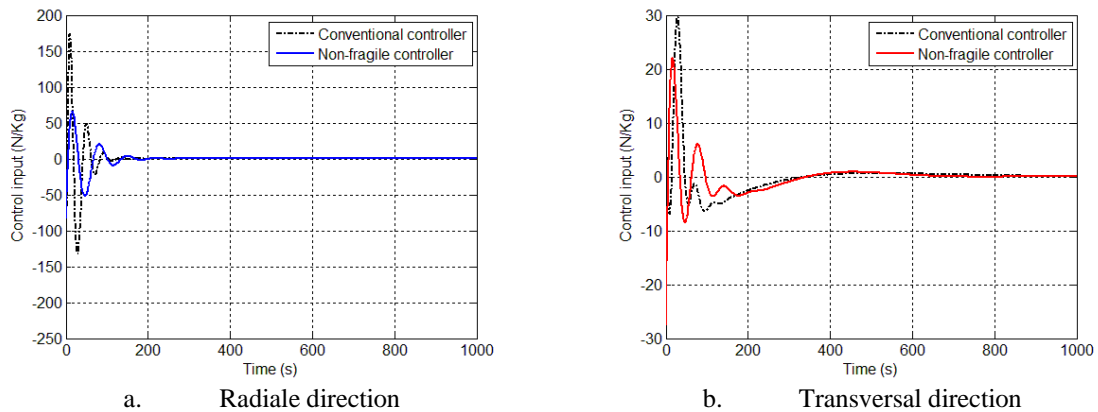 200
150
100
50
0
-50
-100
-150
-200
-250
Control input (N/Kg)
Conventional controller
Non-fragile controller
0 200 400 600 800 1000
Time (s)
a. Radiale direction
30
20
10
0
-10
-20
-30
Control input (N/Kg)
Conventional controller
Non-fragile controller
0 200 400 600 800 1000
Time (s)
b. Transversal direction